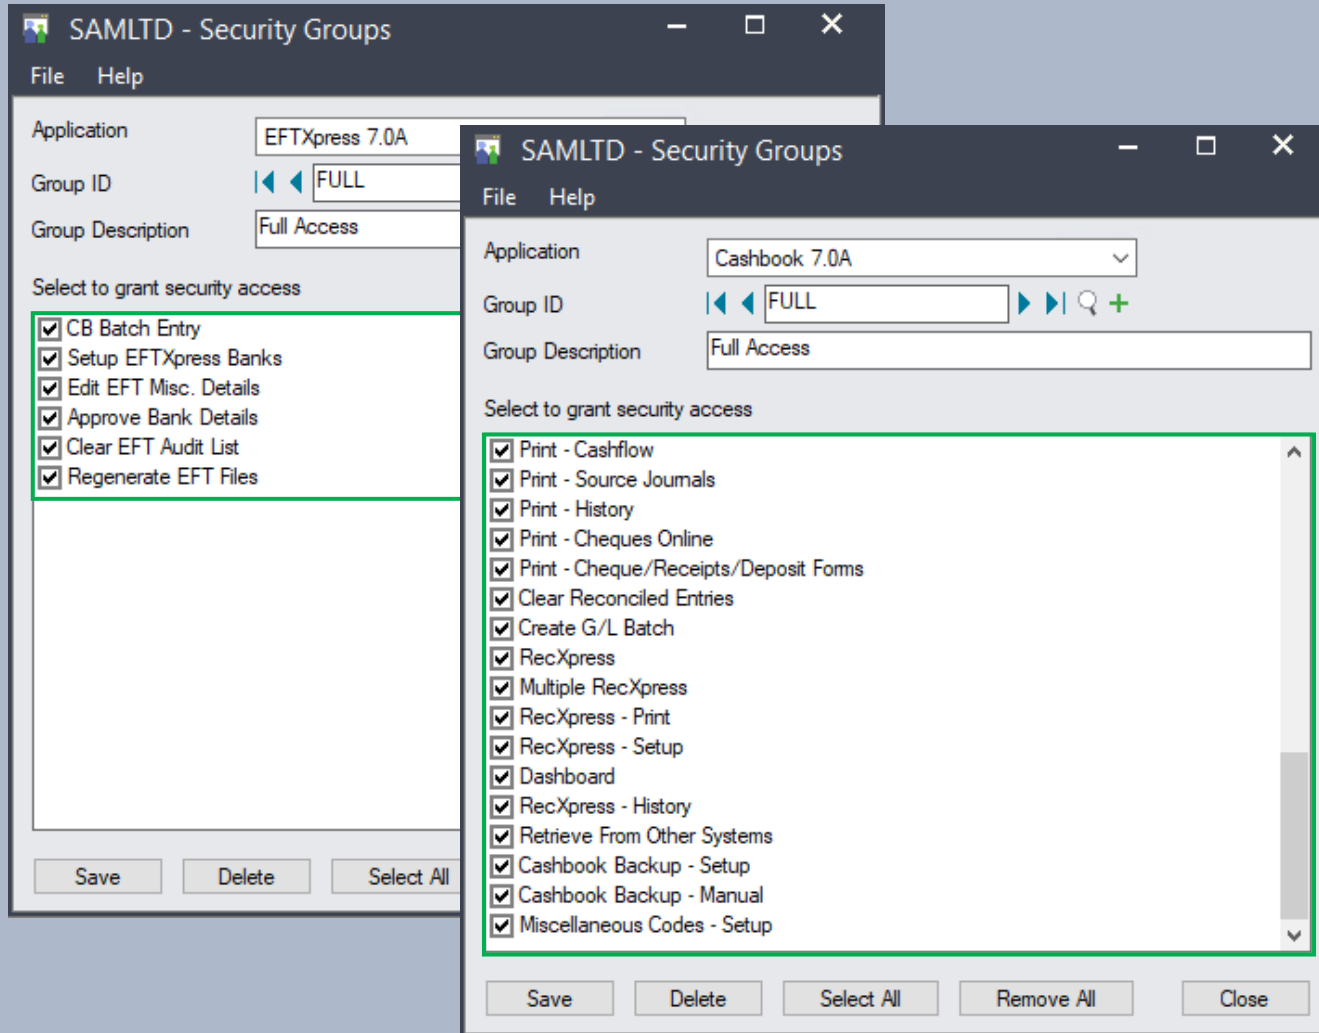 SAMLTD - Security Groups
File Help
Application
EFTXpress 7.0A
Group ID
FULL
Group Description
Full Access
Select to grant security access
CB Batch Entry
Setup EFTXpress Banks
Edit EFT Misc. Details
Approve Bank Details
Clear EFT Audit List
Regenerate EFT Files
Save Delete Select All
SAMLTD - Security Groups
File Help
Application
Cashbook 7.0A
Group ID
FULL
Group Description
Full Access
Select to grant security access
Print - Cashflow
Print - Source Journals
Print - History
Print - Cheques Online
Print - Cheque/Receipts/Deposit Forms
Clear Reconciled Entries
Create G/L Batch
RecXpress
Multiple RecXpress
RecXpress - Print
RecXpress - Setup
Dashboard
RecXpress - History
Retrieve From Other Systems
Cashbook Backup - Setup
Cashbook Backup - Manual
Miscellaneous Codes - Setup
Save Delete Select All Remove All Close